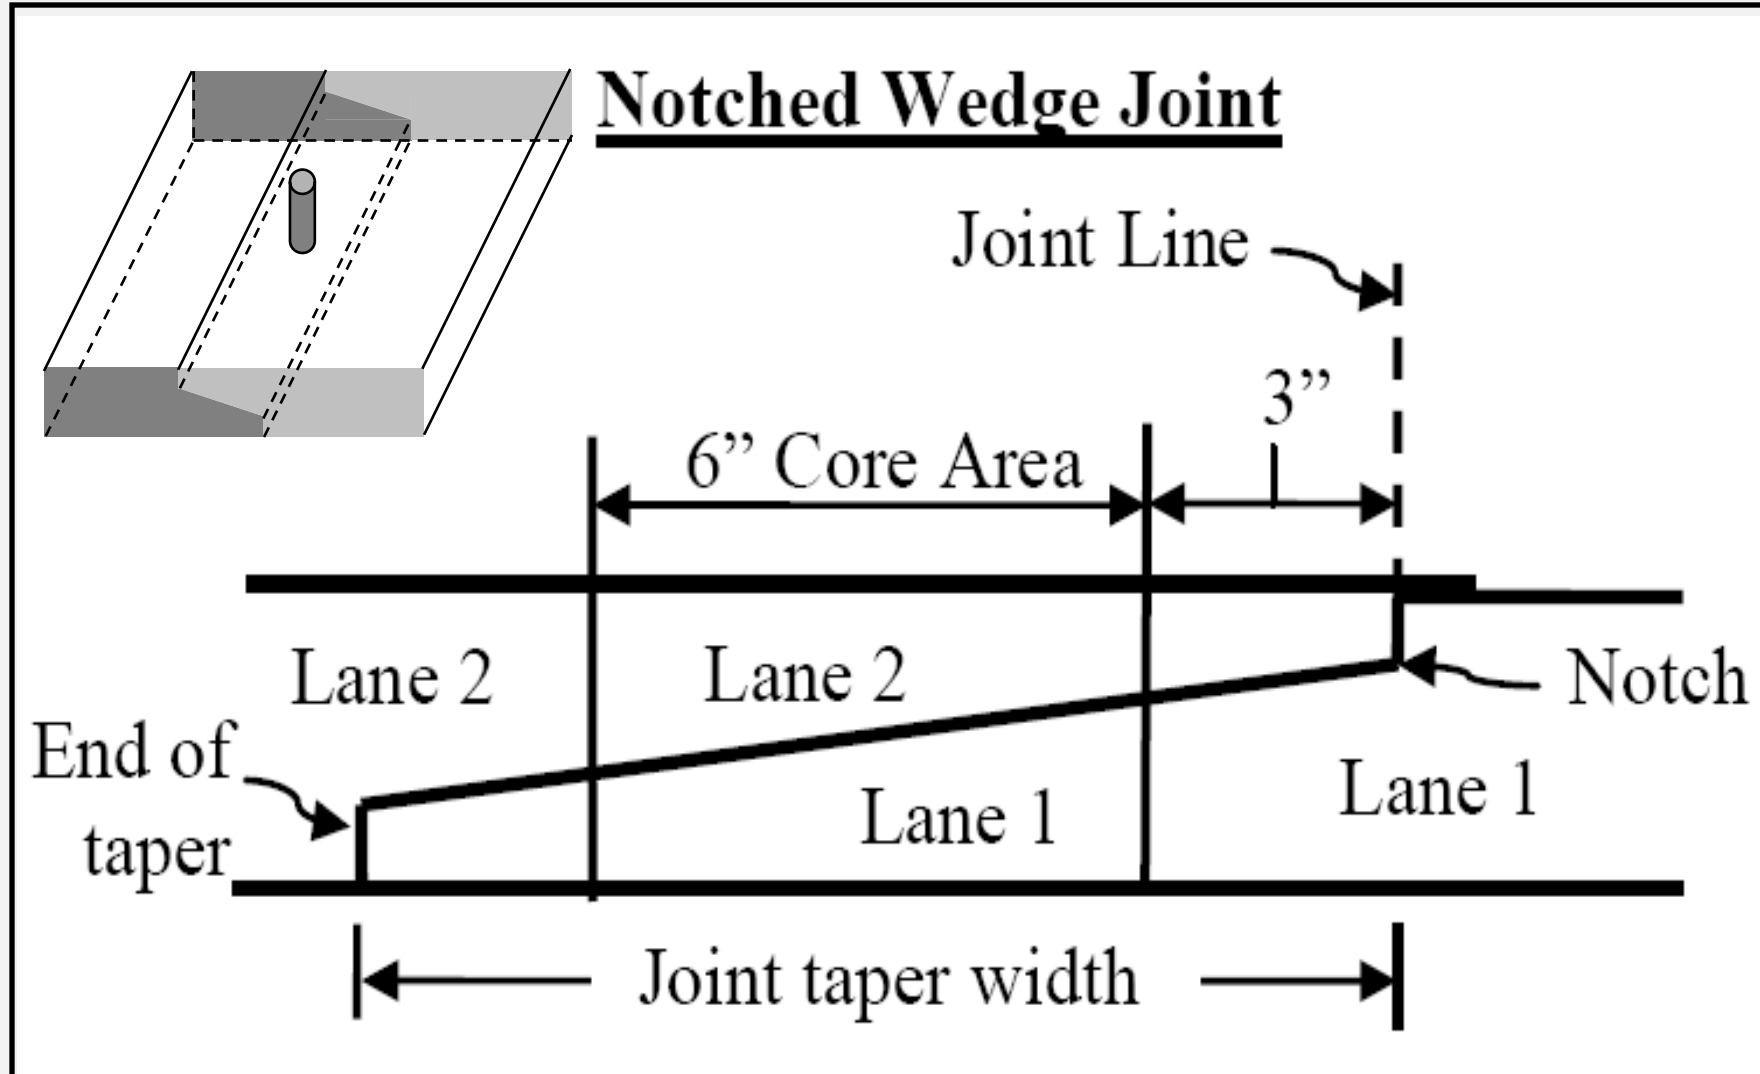 Notched Wedge Joint
Joint Line
3”
6” Core Area
Lane 2
Lane 2
Notch
End of
taper
Lane 1
Lane 1
Joint taper width